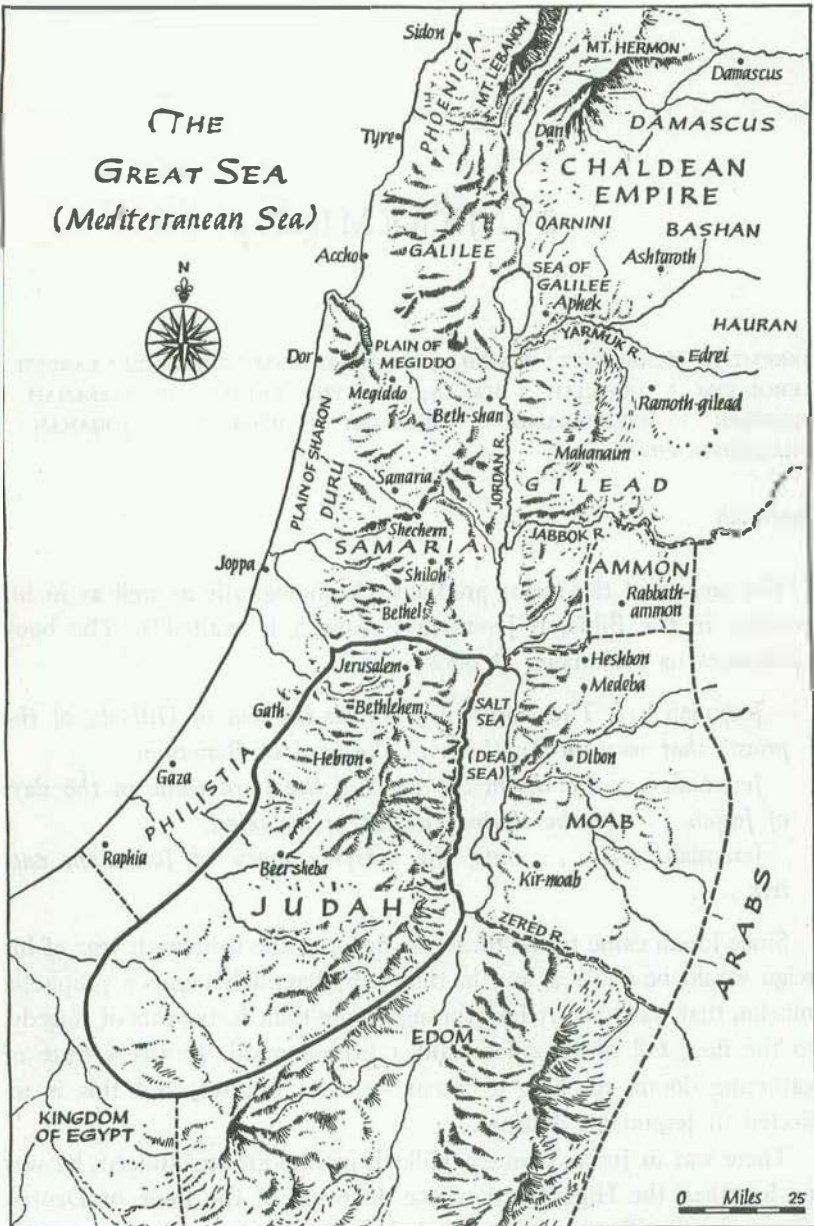 Sidon
PHOENICIA
MT. LEBANON
MT. HERMON
Damascus
THE
GREAT SEA
(Mediterranean Sea)
Tyre
Dan
DAMASCUS
CHALDEAN
EMPIRE
QARNINI
BASHAN
Accho
GALILEE
SEA OF
GALILEE
Ashtaroth
Aphek
N
HAURAN
YARMUK R.
Dor
PLAIN OF
MEGIDDO
Edrei
Megiddo
Ramoth-gilead
Beth-shan
Mahanaim
PLAIN OF SHARON
DURU
JORDAN R.
Samaria
GILEAD
Shechem
JABBOK R.
SAMARIA
Joppa
Shiloh
AMMON
Rabbath-
ammon
Bethel
Jerusalem
Heshbon
Medeba
Bethlehem
SALT
SEA
(DEAD
SEA)
Gath
Hebron
Dibon
Gaza
PHILISTIA
MOAB
Raphia
Beer-sheba
Kir-moab
JUDAH
ZERED R.
ARABS
EDOM
KINGDOM
OF EGYPT
0 Miles 25